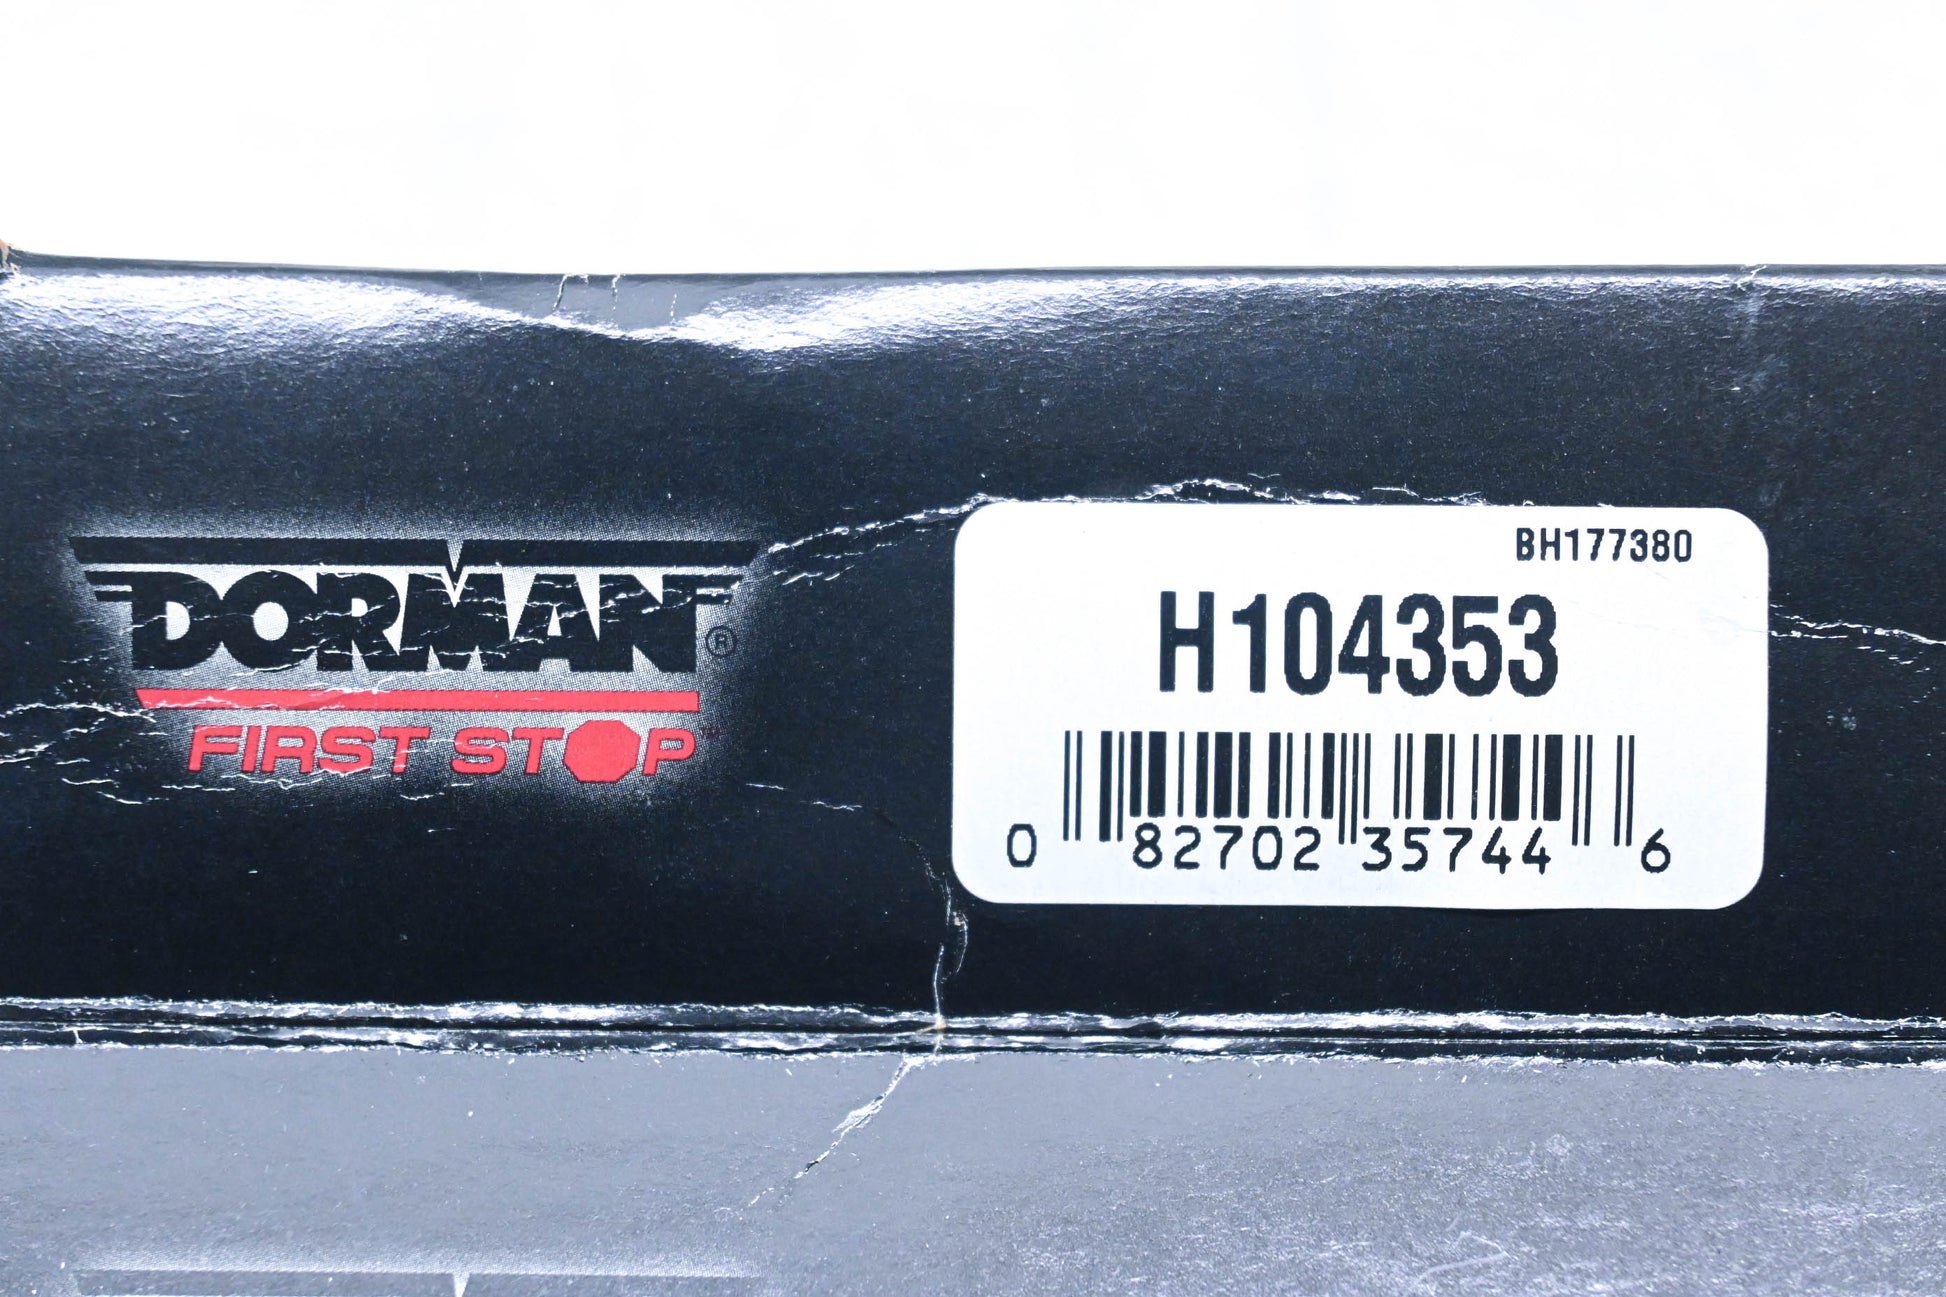 DORMAN®
FIRST STOP™
BH177380
H104353
0 82702 35744 6